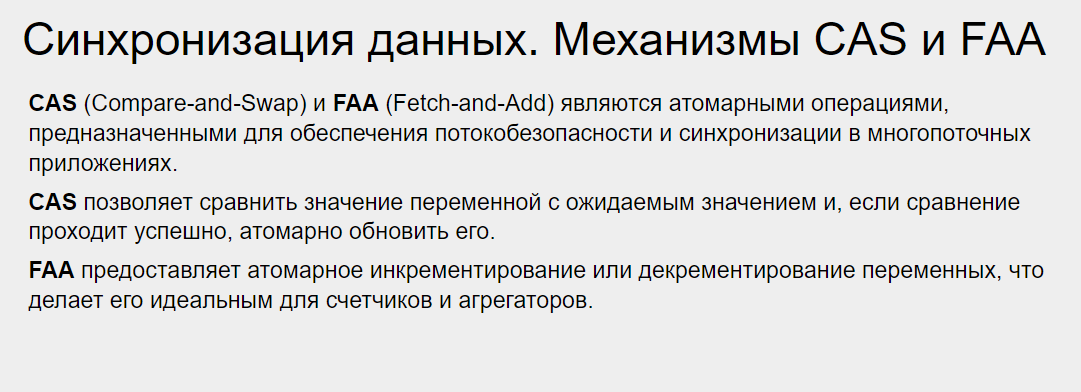 Синхронизация данных. Механизмы CAS и FAA
CAS (Compare-and-Swap) и FAA (Fetch-and-Add) являются атомарными операциями,
предназначенными для обеспечения потокобезопасности и синхронизации в многопоточных
приложениях.
CAS позволяет сравнить значение переменной с ожидаемым значением и, если сравнение
проходит успешно, атомарно обновить его.
FAA предоставляет атомарное инкрементирование или декрементирование переменных, что
делает его идеальным для счетчиков и агрегаторов.